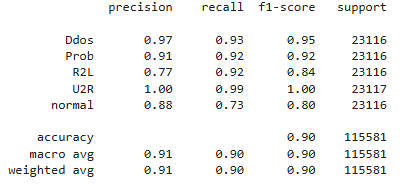 precision recall f1-score support
Ddos 0.97 0.93 0.95 23116
Prob 0.91 0.92 0.92 23116
R2L 0.77 0.92 0.84 23116
U2R 1.00 0.99 1.00 23117
normal 0.88 0.73 0.80 23116
accuracy 0.90 115581
macro avg 0.91 0.90 0.90 115581
weighted avg 0.91 0.90 0.90 115581